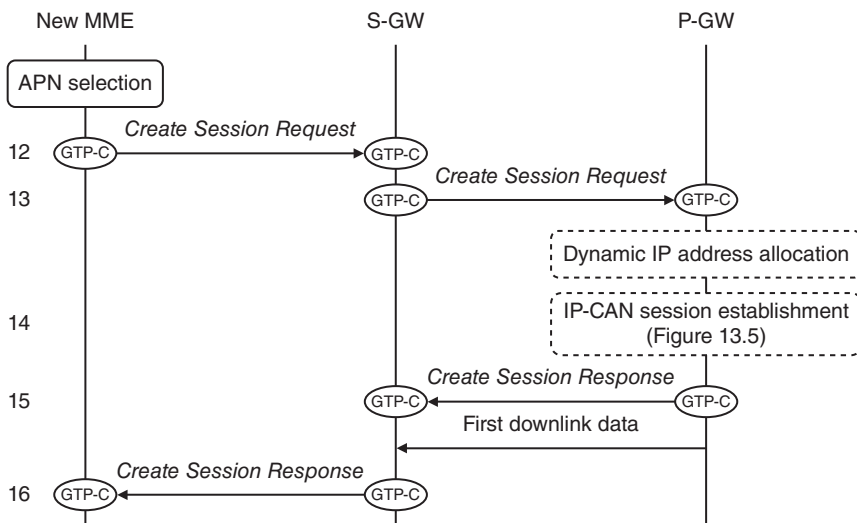 New MME S-GW P-GW
APN selection
Create Session Request
12 GTP-C GTP-C
Create Session Request
13 GTP-C GTP-C
Dynamic IP address allocation
IP-CAN session establishment
14
(Figure 13.5)
Create Session Response
15 GTP-C GTP-C
First downlink data
Create Session Response
16 GTP-C GTP-C